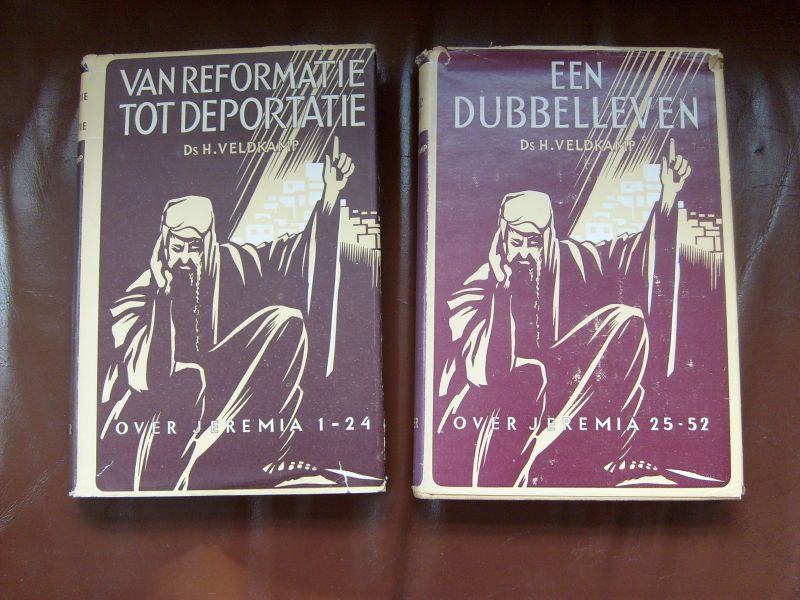 VAN REFORMATIE
TOT DEPORTATIE
Ds H. VELDKAMP
OVER JEREMIA 1-24
EEN
DUBBELLEVEN
Ds H. VELDKAMP
OVER JEREMIA 25-52